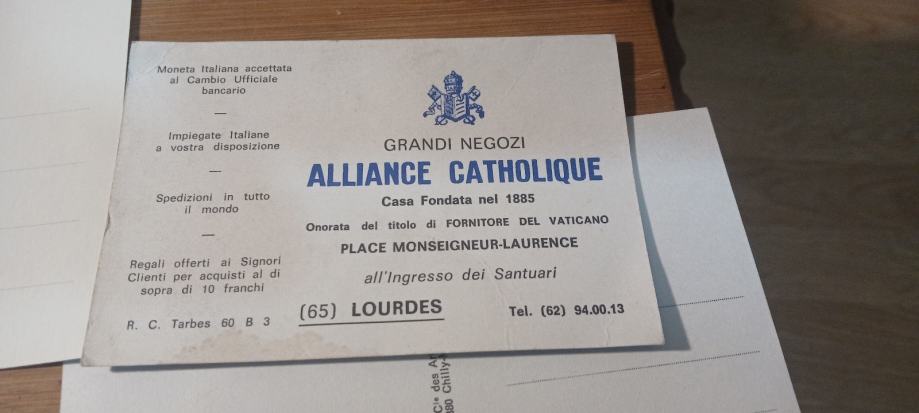 Moneta Italiana accettata
al Cambio Ufficiale
bancario
—
Impiegate Italiane
a vostra disposizione
—
Spedizioni in tutto
il mondo
—
Regali offerti ai Signori
Clienti per acquisti al di
sopra di 10 franchi
R. C. Tarbes 60 B 3
GRANDI NEGOZI
ALLIANCE CATHOLIQUE
Casa Fondata nel 1885
Onorata del titolo di FORNITORE DEL VATICANO
PLACE MONSEIGNEUR-LAURENCE
all'Ingresso dei Santuari
(65) LOURDES
Tel. (62) 94.00.13
Cie des
Chilly